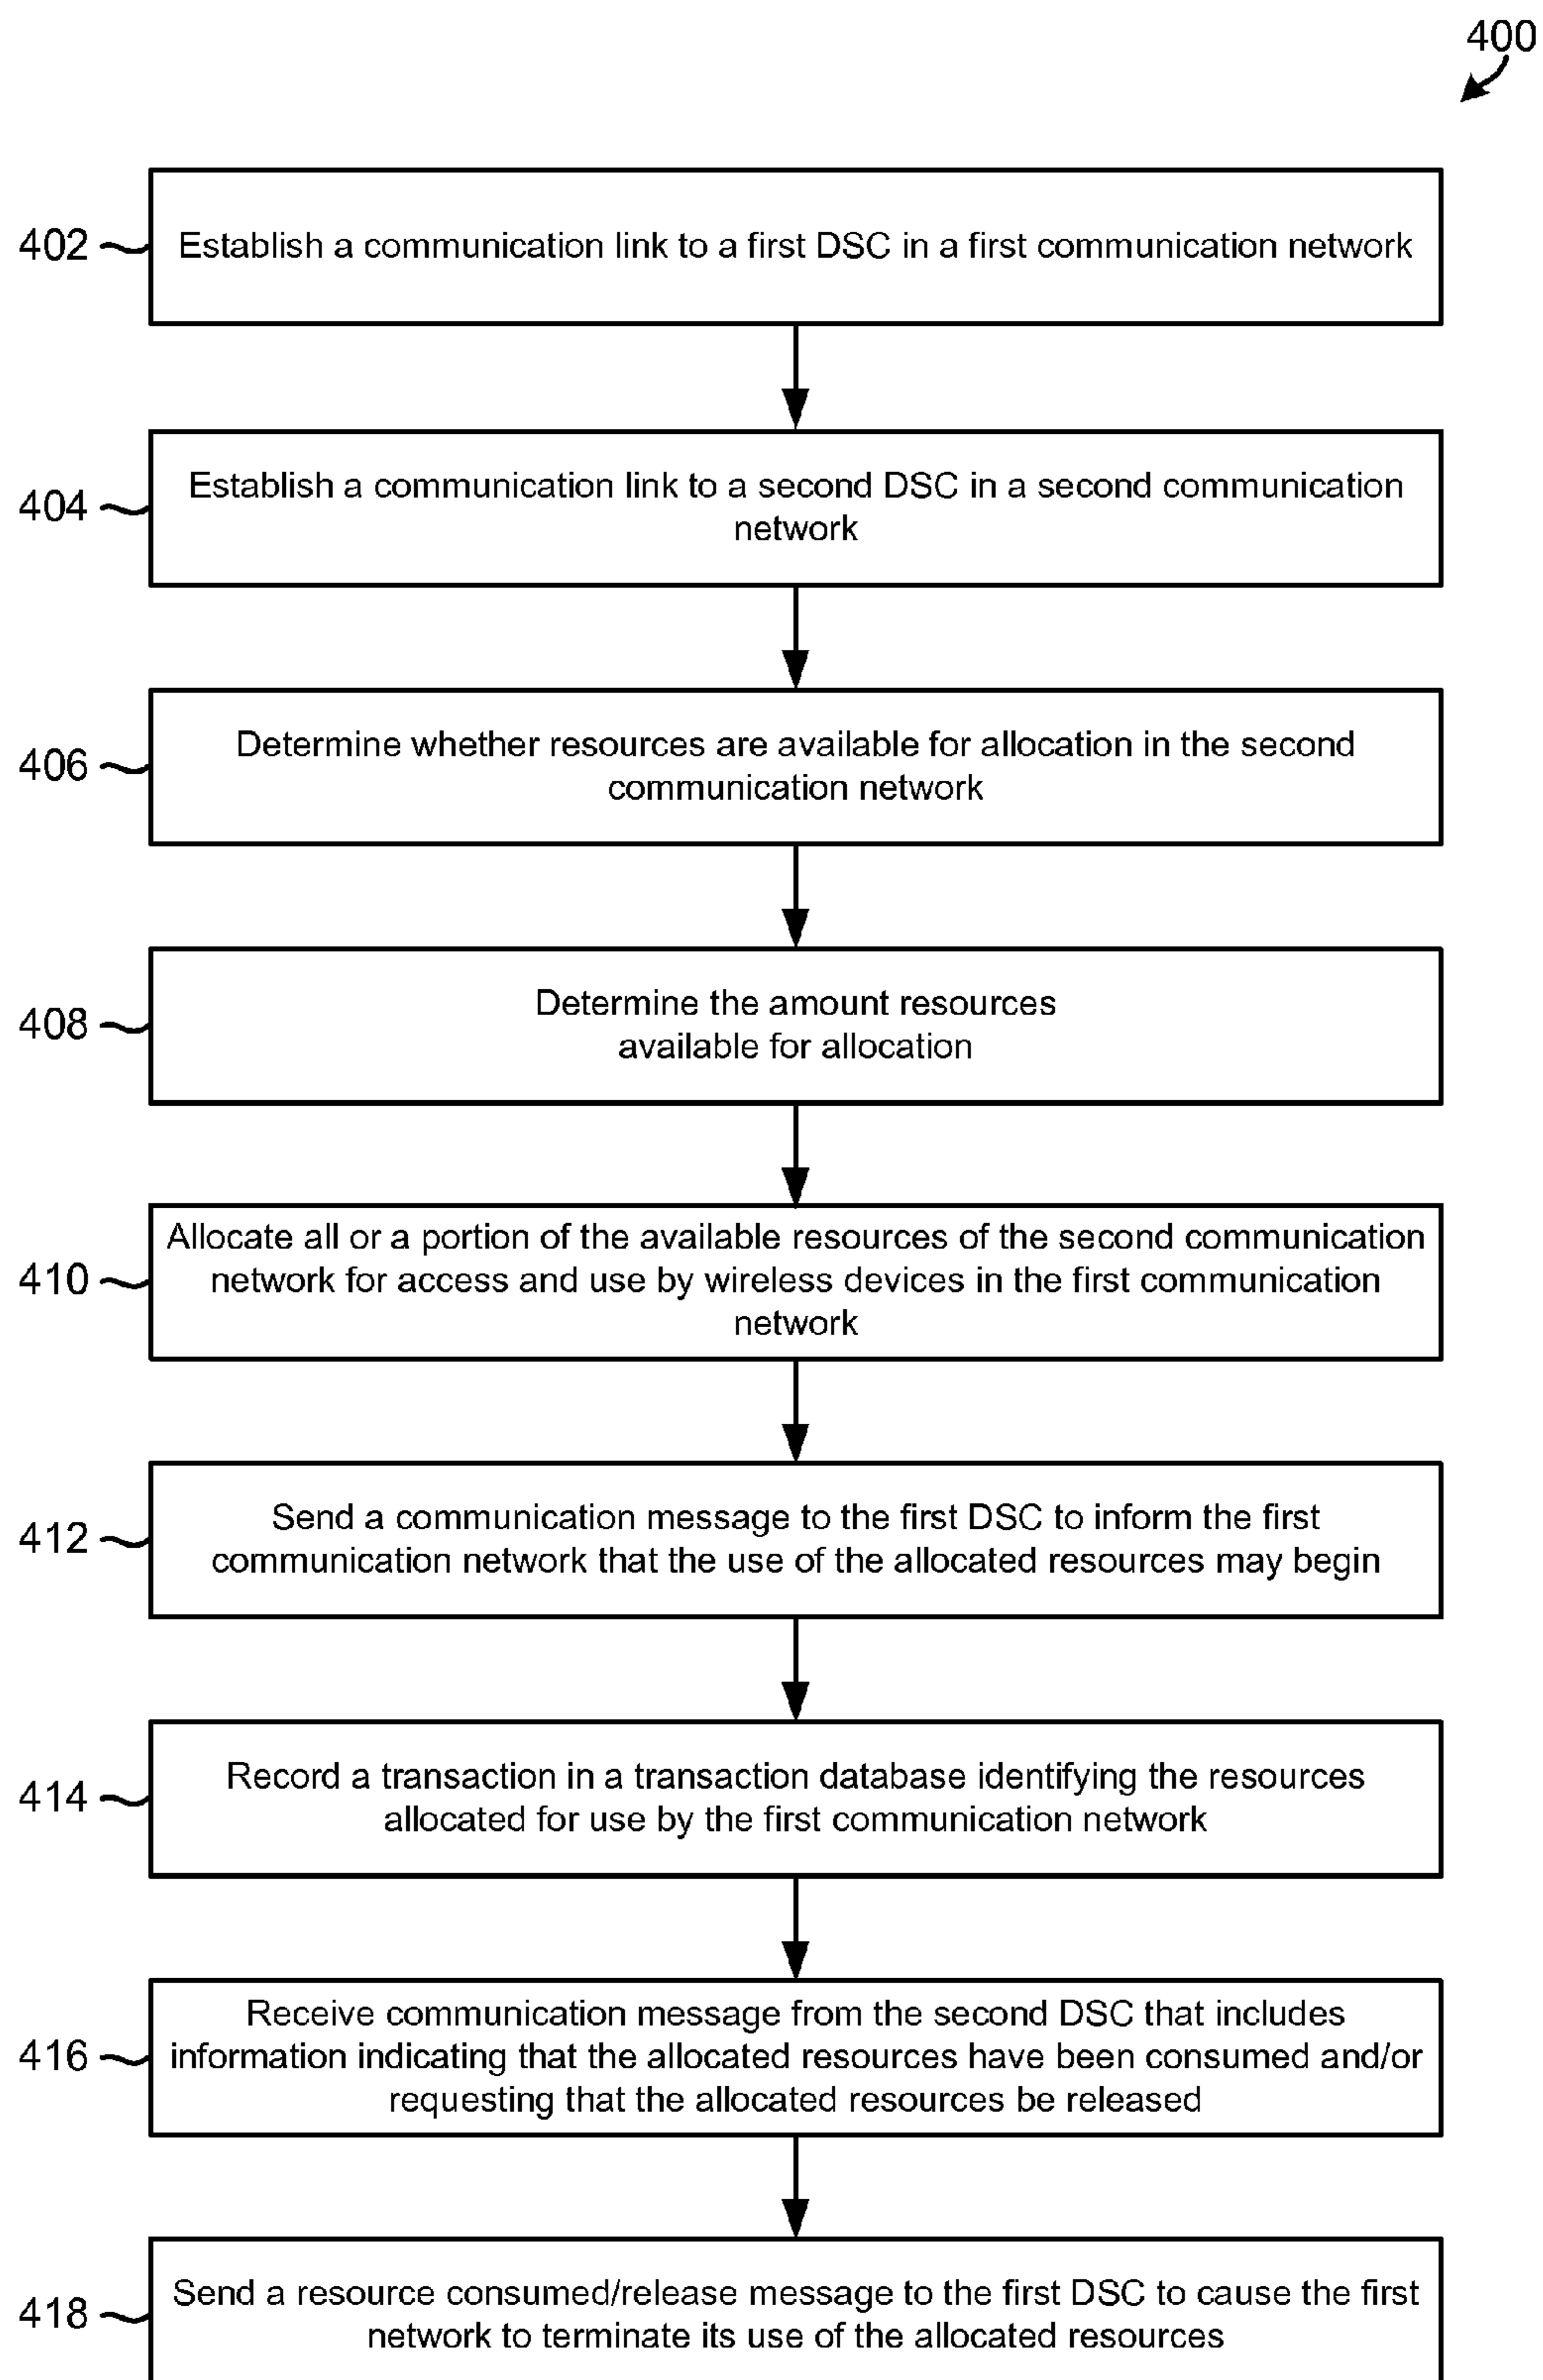 400
402
Establish a communication link to a first DSC in a first communication network
404
Establish a communication link to a second DSC in a second communication
network
406
Determine whether resources are available for allocation in the second
communication network
408
Determine the amount resources
available for allocation
410
Allocate all or a portion of the available resources of the second communication
network for access and use by wireless devices in the first communication
network
412
Send a communication message to the first DSC to inform the first
communication network that the use of the allocated resources may begin
414
Record a transaction in a transaction database identifying the resources
allocated for use by the first communication network
416
Receive communication message from the second DSC that includes
information indicating that the allocated resources have been consumed and/or
requesting that the allocated resources be released
418
Send a resource consumed/release message to the first DSC to cause the first
network to terminate its use of the allocated resources